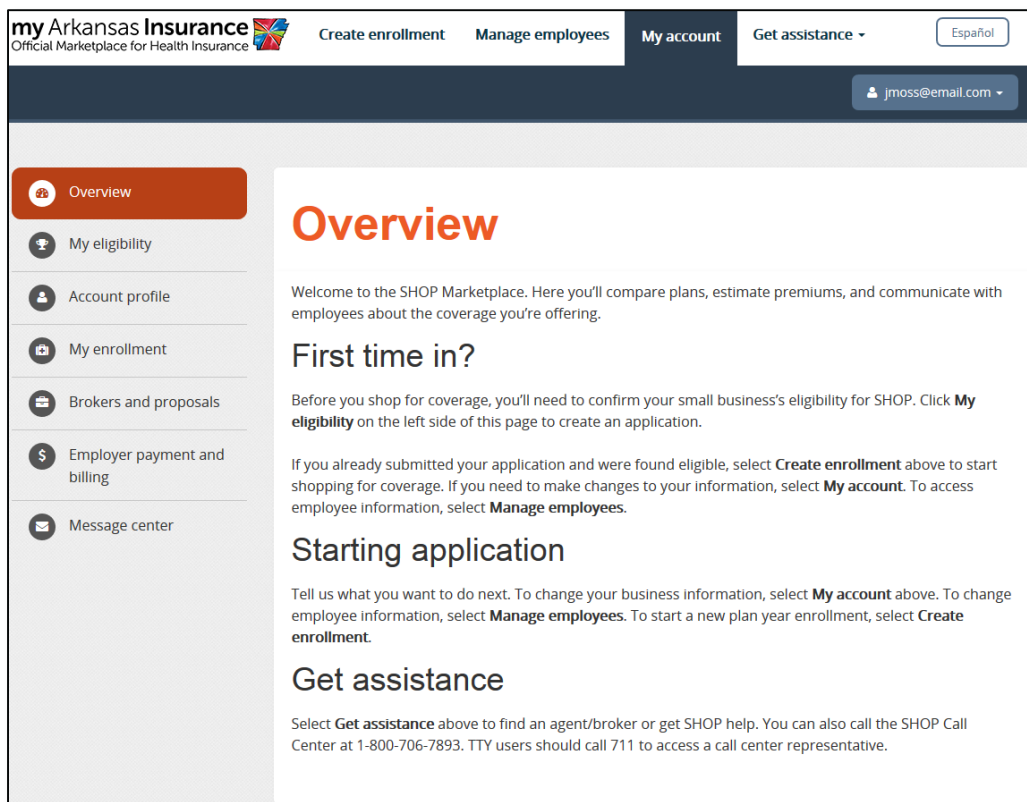 my Arkansas Insurance
Official Marketplace for Health Insurance
Create enrollment
Manage employees
My account
Get assistance
Español
jmoss@email.com
Overview
My eligibility
Account profile
My enrollment
Brokers and proposals
Employer payment and
billing
Message center
Overview
Welcome to the SHOP Marketplace. Here you'll compare plans, estimate premiums, and communicate with
employees about the coverage you're offering.
First time in?
Before you shop for coverage, you'll need to confirm your small business's eligibility for SHOP. Click My
eligibility on the left side of this page to create an application.
If you already submitted your application and were found eligible, select Create enrollment above to start
shopping for coverage. If you need to make changes to your information, select My account. To access
employee information, select Manage employees.
Starting application
Tell us what you want to do next. To change your business information, select My account above. To change
employee information, select Manage employees. To start a new plan year enrollment, select Create
enrollment.
Get assistance
Select Get assistance above to find an agent/broker or get SHOP help. You can also call the SHOP Call
Center at 1-800-706-7893. TTY users should call 711 to access a call center representative.